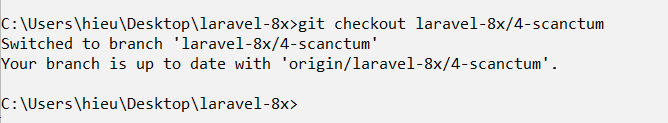 C:\Users\hieu\Desktop\laravel-8x>git checkout laravel-8x/4-scanctum
Switched to branch 'laravel-8x/4-scanctum'
Your branch is up to date with 'origin/laravel-8x/4-scanctum'.
C:\Users\hieu\Desktop\laravel-8x>